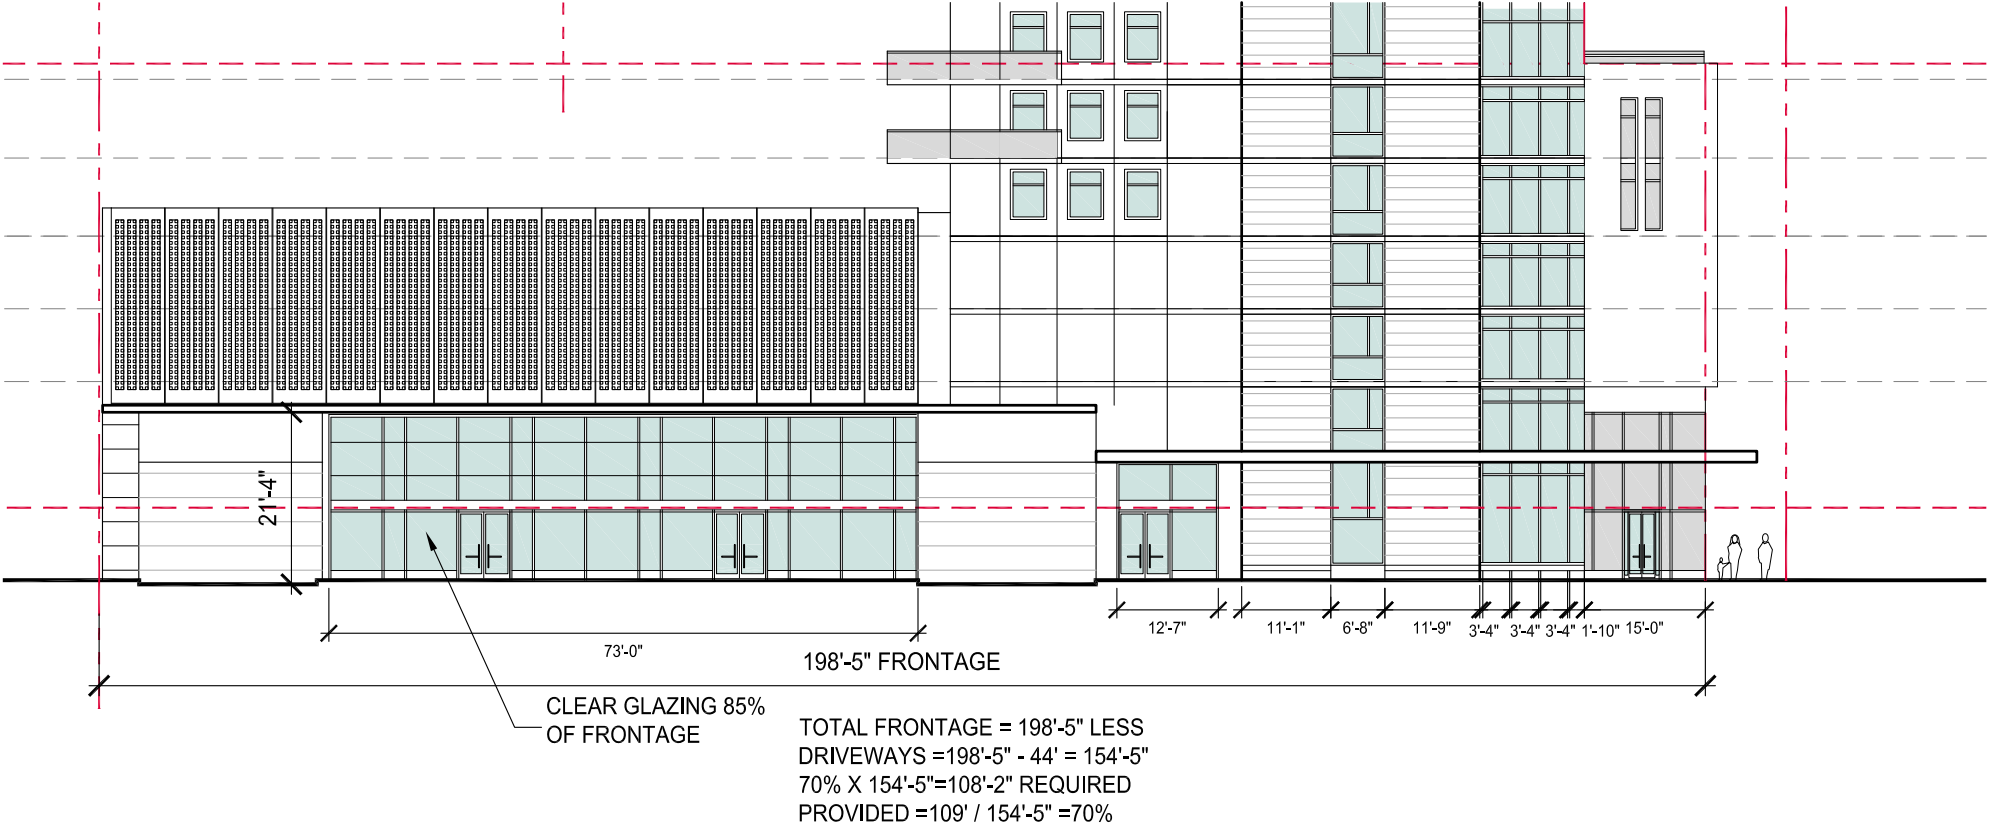 21'-4"
12'-7"
11'-1"
6'-8"
11'-9"
3'-4"
3'-4"
3'-4"
1'-10"
15'-0"
73'-0"
198'-5" FRONTAGE
CLEAR GLAZING 85%
OF FRONTAGE
TOTAL FRONTAGE = 198'-5" LESS
DRIVEWAYS =198'-5" - 44' = 154'-5"
70% X 154'-5"=108'-2" REQUIRED
PROVIDED =109' / 154'-5" =70%